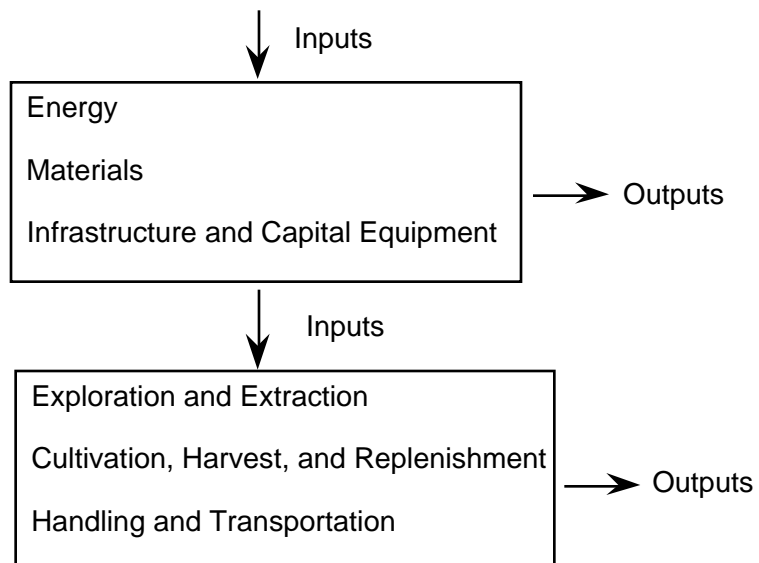 Inputs
Energy
Materials
Outputs
Infrastructure and Capital Equipment
Inputs
Exploration and Extraction
Cultivation, Harvest, and Replenishment
Outputs
Handling and Transportation